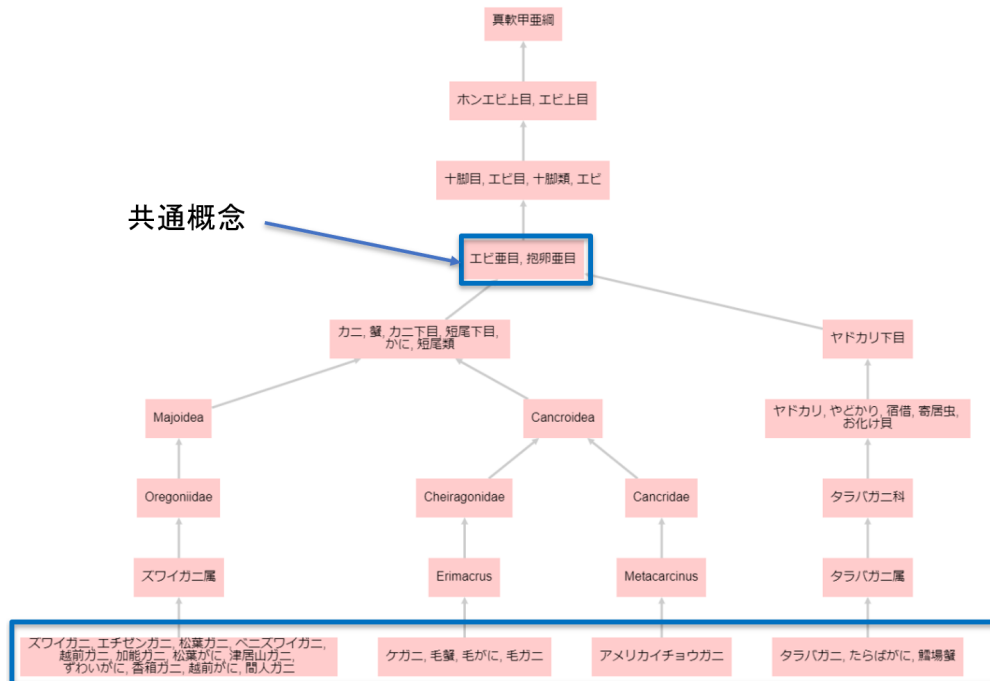 真軟甲亜綱
ホンエビ上目, エビ上目
十脚目, エビ目, 十脚類, エビ
共通概念
エビ亜目, 抱卵亜目
カニ, 蟹, カニ下目, 短尾下目,
かに, 短尾類
ヤドカリ下目
Majoidea
Cancroidea
ヤドカリ, やどかり, 宿借, 寄居虫,
お化け貝
Oregoniidae
Cheiragonidae
Cancridae
タラバガニ科
ズワイガニ属
Erimacrus
Metacarcinus
タラバガニ属
ズワイガニ, エチゼンガニ, 松葉ガニ, ベニズワイガニ,
越前ガニ, 加能ガニ, 松葉がに, 津居山ガニ,
ずわいがに, 香箱ガニ, 越前がに, 間人ガニ
ケガニ, 毛蟹, 毛がに, 毛ガニ
アメリカイチョウガニ
タラバガニ, たらばがに, 鱈場蟹